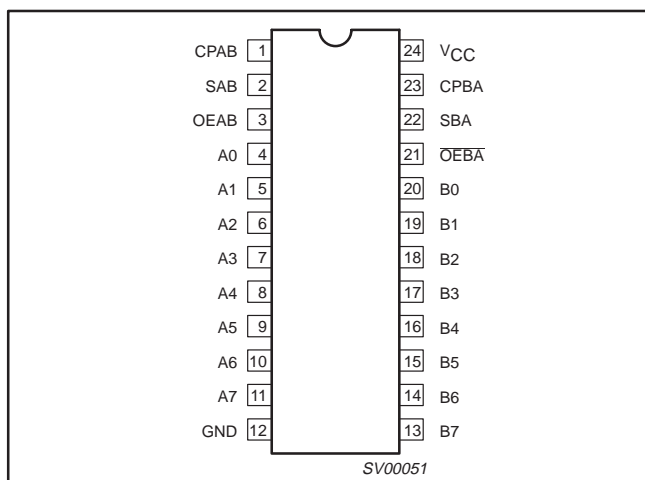 CPAB 1 24 VCC
SAB 2 23 CPBA
OEAB 3 22 SBA
A0 4 21 O̅E̅B̅A̅
A1 5 20 B0
A2 6 19 B1
A3 7 18 B2
A4 8 17 B3
A5 9 16 B4
A6 10 15 B5
A7 11 14 B6
GND 12 13 B7
SV00051